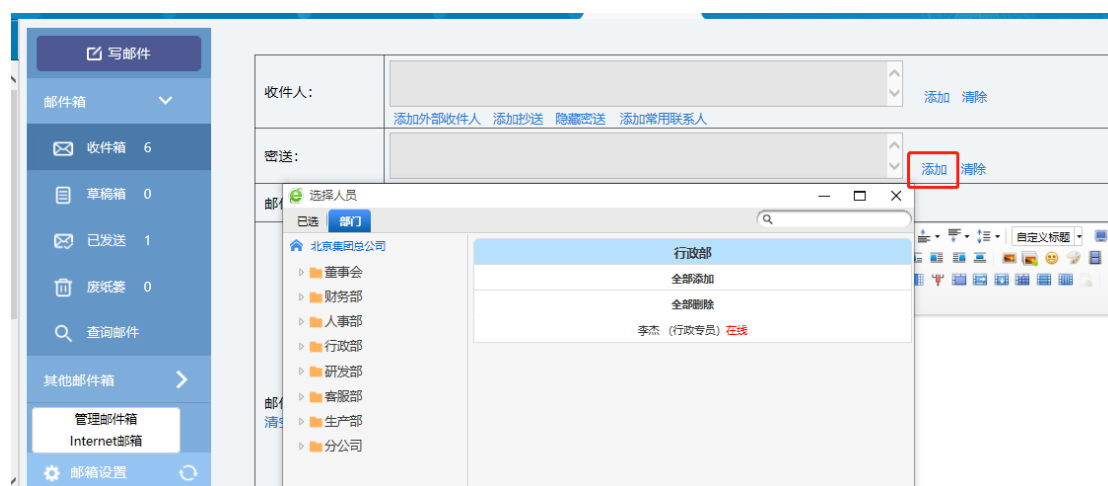 写邮件
邮件箱
收件箱 6
草稿箱 0
已发送 1
废纸篓 0
查询邮件
其他邮件箱
管理邮件箱
Internet邮箱
邮箱设置
收件人：
添加 清除
添加外部收件人 添加抄送 隐藏密送 添加常用联系人
密送：
添加 清除
选择人员
已选 部门
北京集团总公司
董事会
财务部
人事部
行政部
研发部
客服部
生产部
分公司
行政部
全部添加
全部删除
李杰 （行政专员）在线
自定义标题